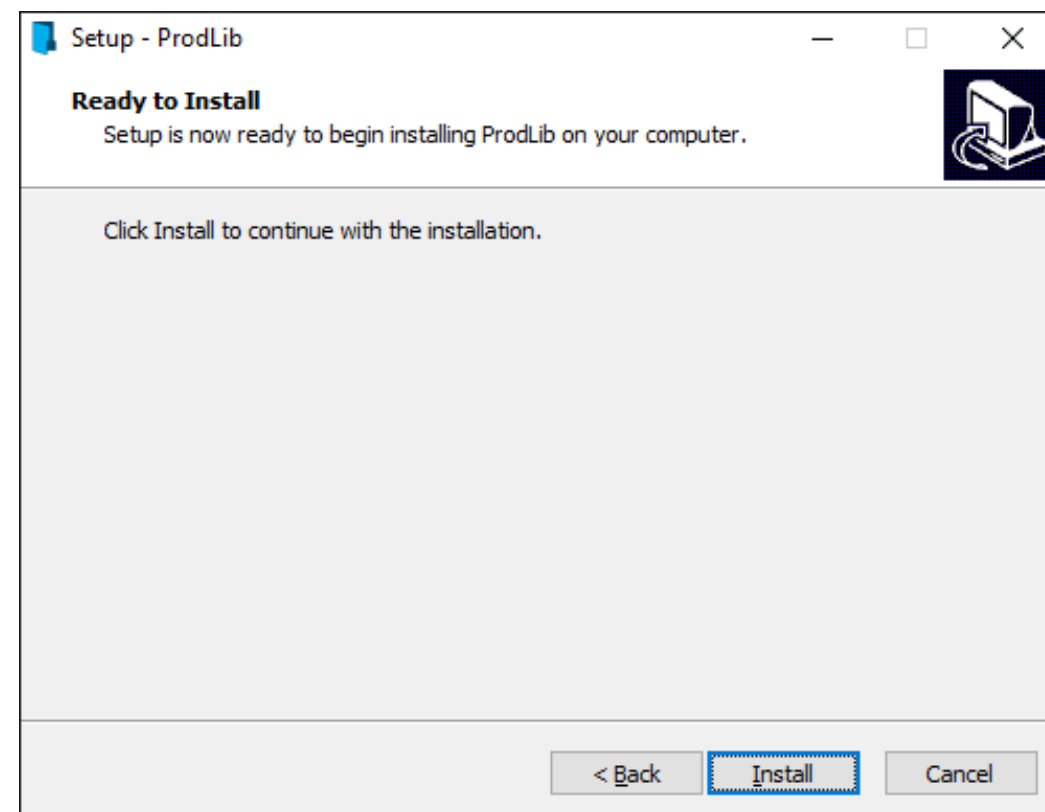 Setup - ProdLib
Ready to Install
Setup is now ready to begin installing ProdLib on your computer.
Click Install to continue with the installation.
< Back
Install
Cancel